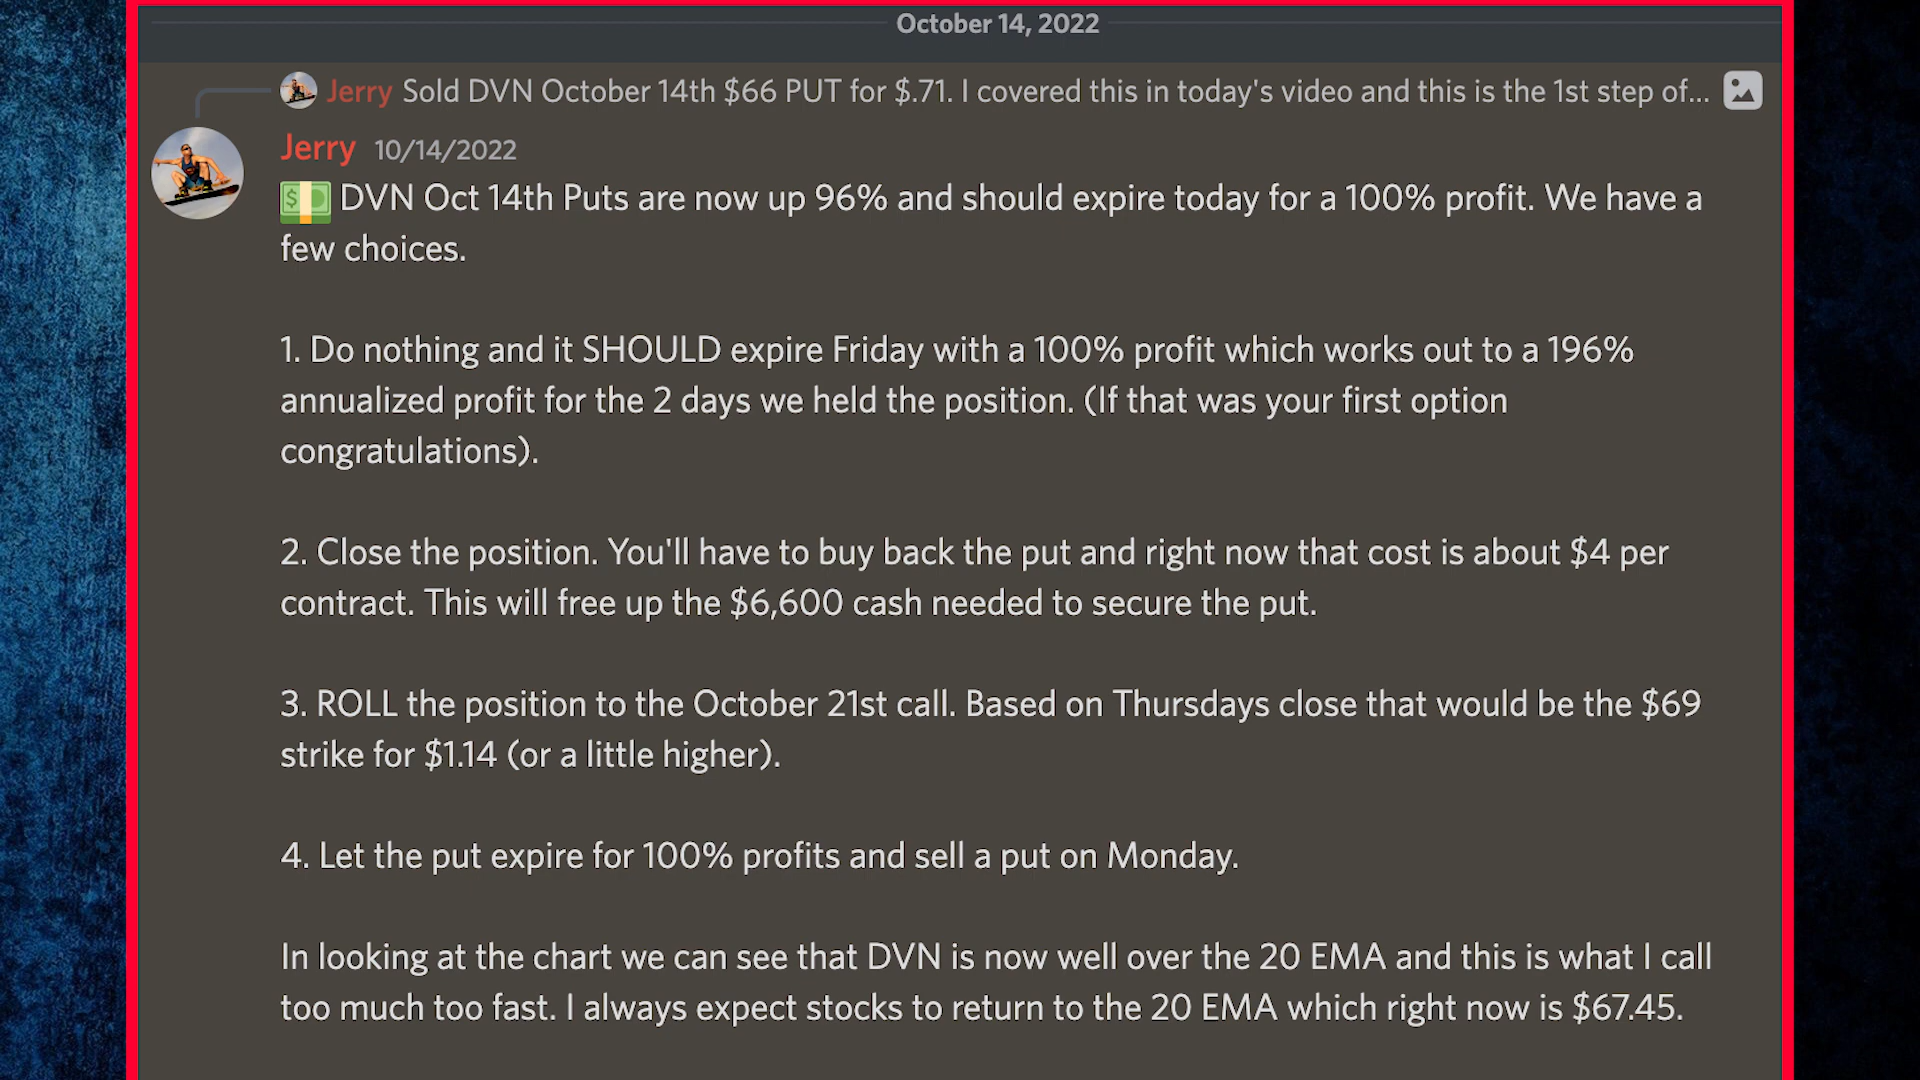 October 14, 2022
Jerry Sold DVN October 14th $66 PUT for $.71. I covered this in today's video and this is the 1st step of...
Jerry 10/14/2022
DVN Oct 14th Puts are now up 96% and should expire today for a 100% profit. We have a
few choices.
1. Do nothing and it SHOULD expire Friday with a 100% profit which works out to a 196%
annualized profit for the 2 days we held the position. (If that was your first option
congratulations).
2. Close the position. You'll have to buy back the put and right now that cost is about $4 per
contract. This will free up the $6,600 cash needed to secure the put.
3. ROLL the position to the October 21st call. Based on Thursdays close that would be the $69
strike for $1.14 (or a little higher).
4. Let the put expire for 100% profits and sell a put on Monday.
In looking at the chart we can see that DVN is now well over the 20 EMA and this is what I call
too much too fast. I always expect stocks to return to the 20 EMA which right now is $67.45.